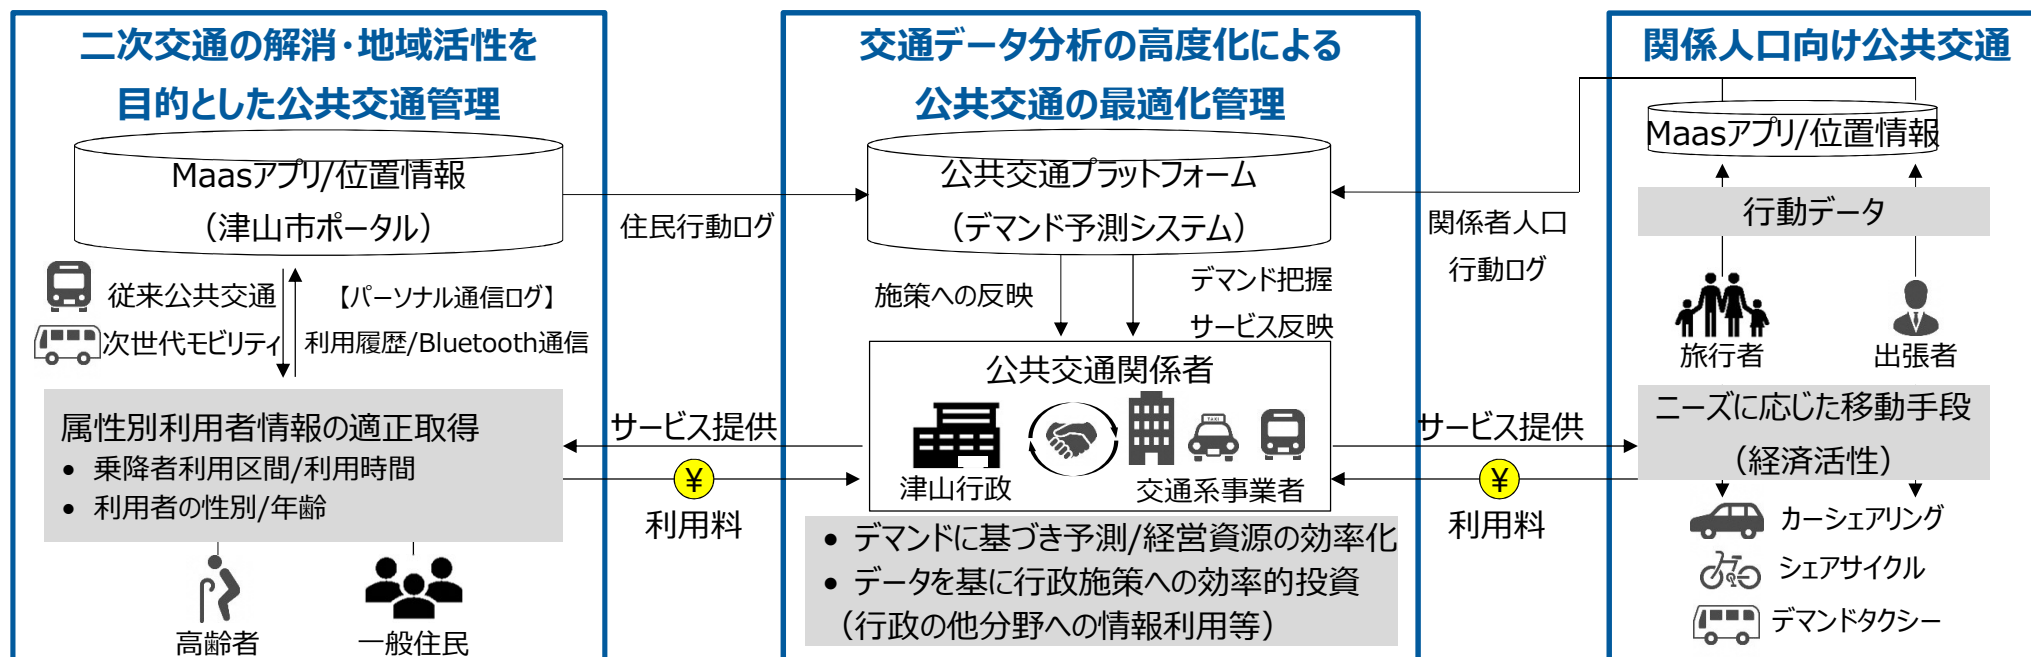 二次交通の解消・地域活性を
目的とした公共交通管理
Maasアプリ/位置情報
（津山市ポータル）
従来公共交通
次世代モビリティ
【パーソナル通信ログ】
利用履歴/Bluetooth通信
属性別利用者情報の適正取得
• 乗降者利用区間/利用時間
• 利用者の性別/年齢
高齢者
一般住民
住民行動ログ
サービス提供
¥
利用料
交通データ分析の高度化による
公共交通の最適化管理
公共交通プラットフォーム
（デマンド予測システム）
施策への反映
デマンド把握
サービス反映
公共交通関係者
TAXI
津山行政
交通系事業者
• デマンドに基づき予測/経営資源の効率化
• データを基に行政施策への効率的投資
（行政の他分野への情報利用等）
関係者人口
行動ログ
サービス提供
¥
利用料
関係人口向け公共交通
Maasアプリ/位置情報
行動データ
旅行者
出張者
ニーズに応じた移動手段
（経済活性）
カーシェアリング
シェアサイクル
デマンドタクシー